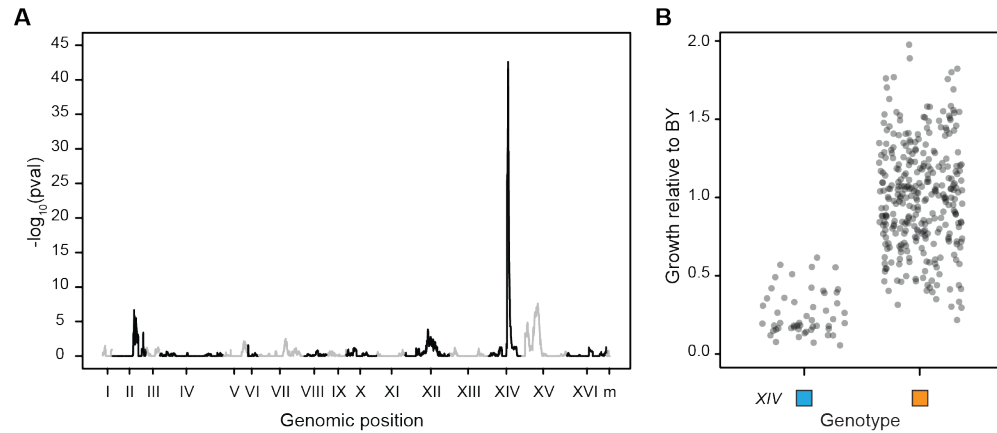 A
45
40
35
30
25
20
15
10
5
0
-log10(pval)
I II III IV V VI VII VIII IX X XI XII XIII XIV XV XVI m
Genomic position
B
2.0
1.5
1.0
0.5
0.0
Growth relative to BY
XIV
Genotype